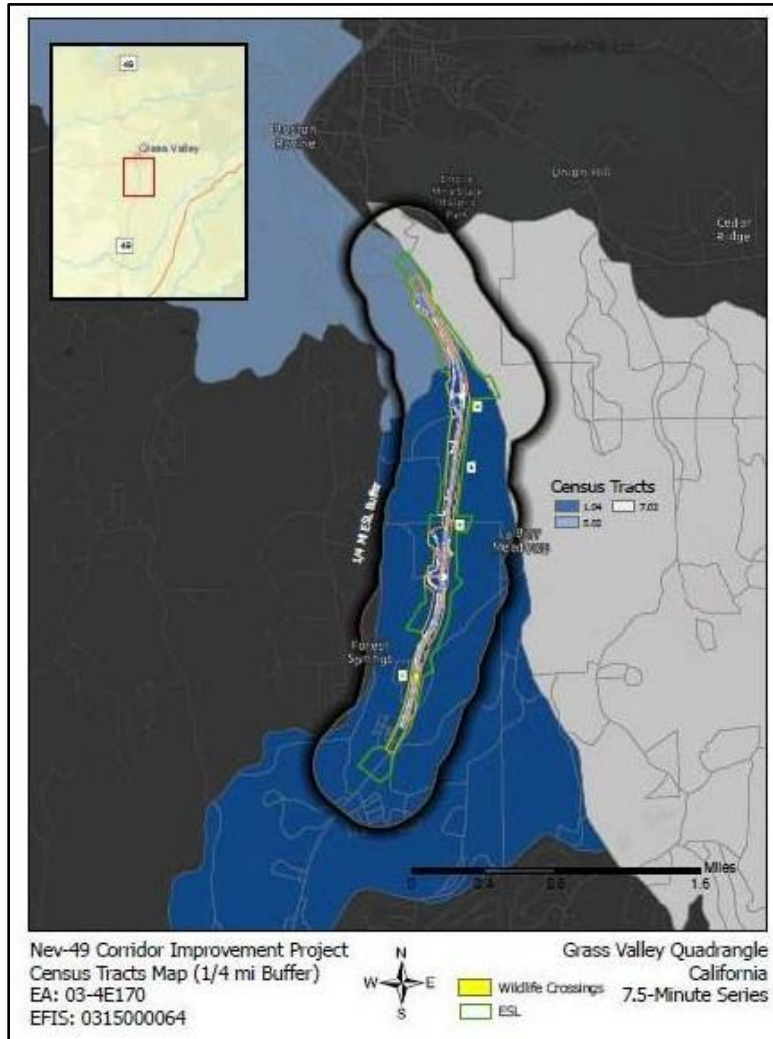 49
Grass Valley
49
Union Hill
Cedar
Ridge
1/4 Mi ESL Buffer
Census Tracts
1.04
7.02
5.02
Forest
Springs
Miles
0
1.6
Nev-49 Corridor Improvement Project
Census Tracts Map (1/4 mi Buffer)
EA: 03-4E170
EFIS: 0315000064
N
W
E
S
Wildlife Crossings
ESL
Grass Valley Quadrangle
California
7.5-Minute Series